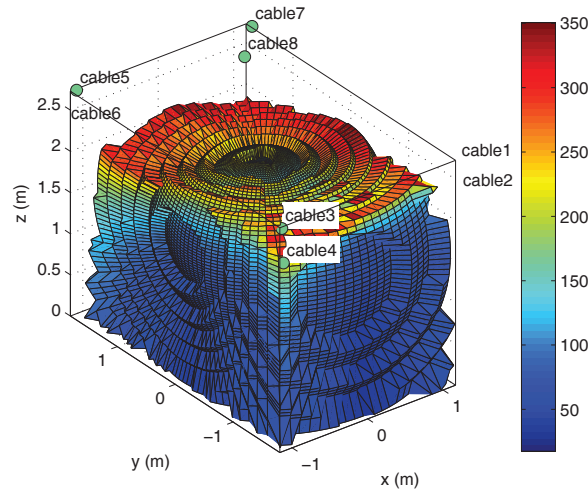 cable7
cable8
cable5
cable6
cable1
cable2
cable3
cable4
2.5
2
1.5
1
0.5
0
z (m)
1
0
−1
y (m)
−1
0
1
x (m)
350
300
250
200
150
100
50